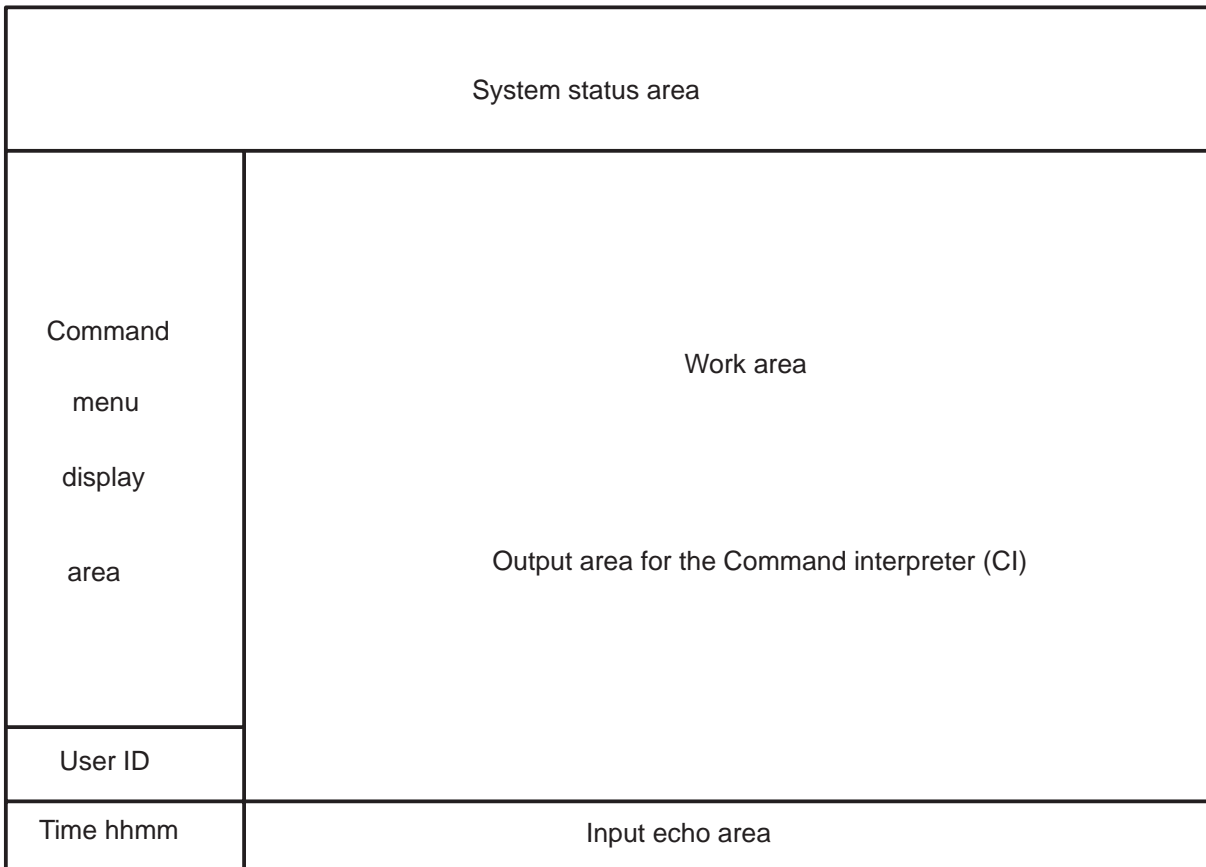 System status area
Command
menu
display
area
Work area
Output area for the Command interpreter (CI)
User ID
Time hhmm
Input echo area